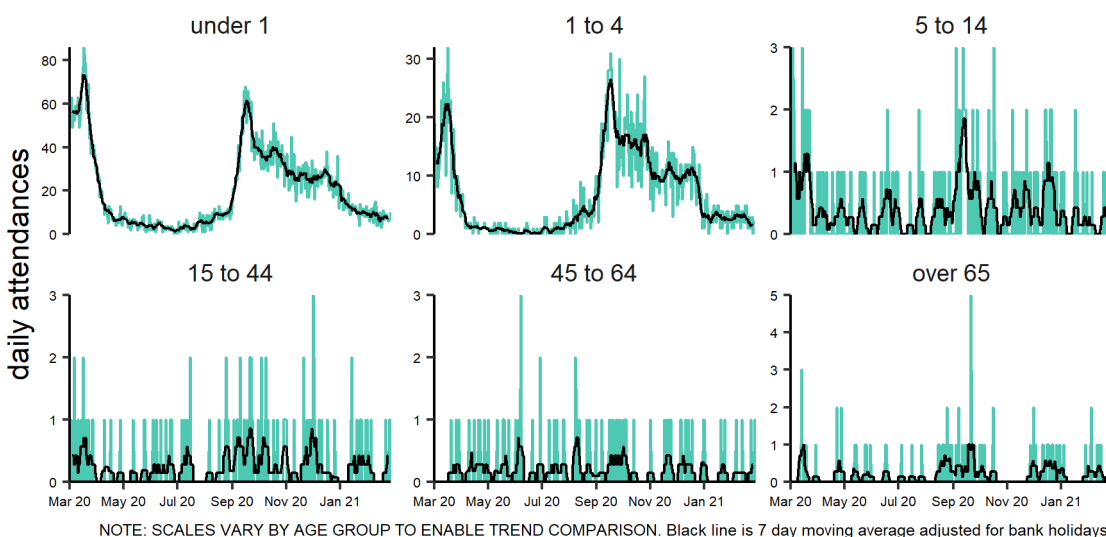 under 1
1 to 4
5 to 14
80
60
40
20
0
30
20
10
0
3
2
1
0
daily attendances
15 to 44
45 to 64
over 65
3
2
1
0
3
2
1
0
5
5
3
2
1
0
Mar 20 May 20 Jul 20 Sep 20 Nov 20 Jan 21
Mar 20 May 20 Jul 20 Sep 20 Nov 20 Jan 21
Mar 20 May 20 Jul 20 Sep 20 Nov 20 Jan 21
NOTE: SCALES VARY BY AGE GROUP TO ENABLE TREND COMPARISON. Black line is 7 day moving average adjusted for bank holidays